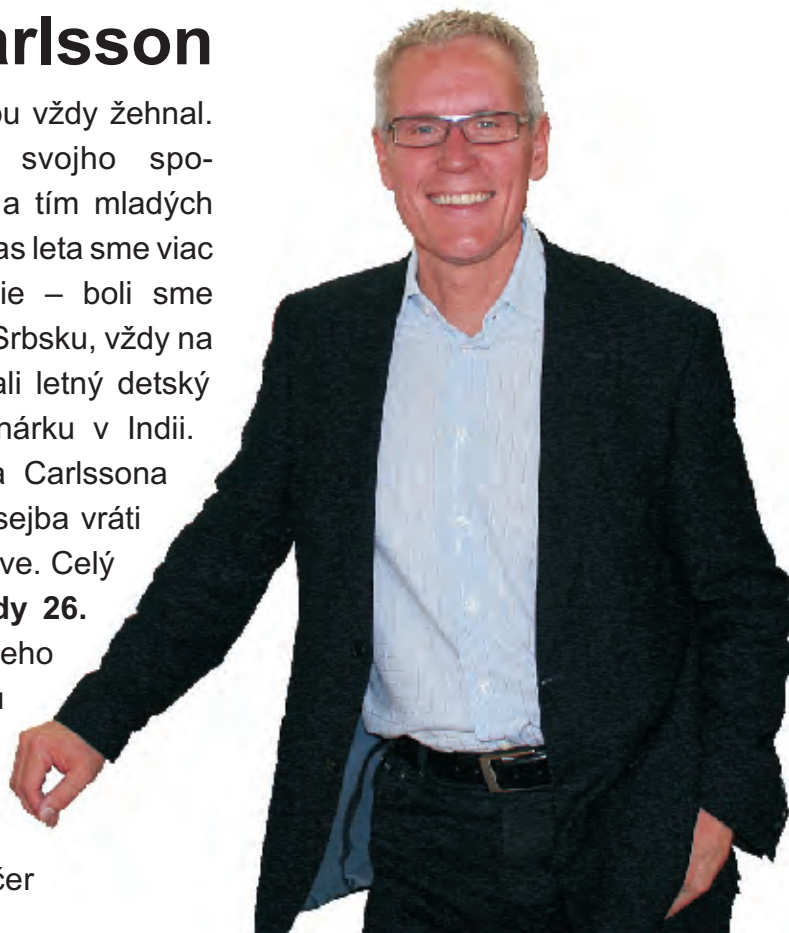 arlsson
ou vždy žehnal.
svojho spo-
a tím mladých
as leta sme viac
ie – boli sme
Srbsku, vždy na
ali letný detský
nárku v Indii.
a Carlssona
sejba vráti
ve. Celý
dy 26.
eho
čer